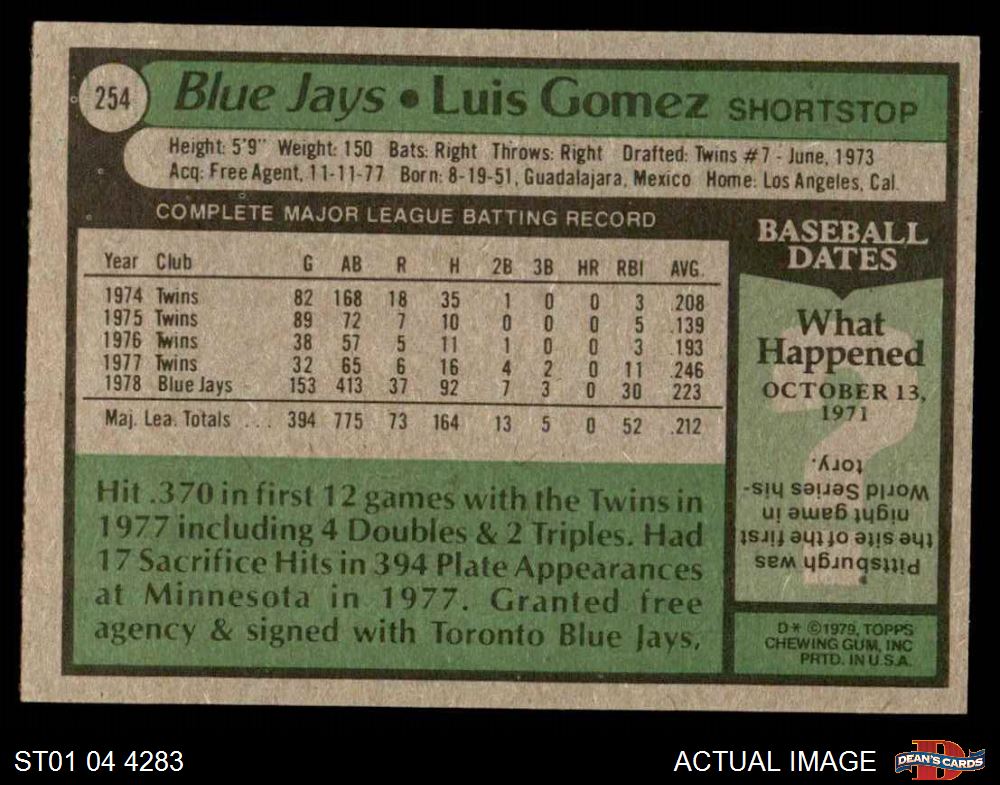 254
Blue Jays • Luis Gomez SHORTSTOP
Height: 5'9" Weight: 150 Bats: Right Throws: Right Drafted: Twins #7 - June, 1973
Acq: Free Agent, 11-11-77 Born: 8-19-51, Guadalajara, Mexico Home: Los Angeles, Cal.
COMPLETE MAJOR LEAGUE BATTING RECORD
Year Club G AB R H 2B 3B HR RBI AVG.
1974 Twins 82 168 18 35 1 0 0 3 .208
1975 Twins 89 72 7 10 0 0 0 5 .139
1976 Twins 38 57 5 11 1 0 0 3 .193
1977 Twins 32 65 6 16 4 2 0 11 .246
1978 Blue Jays 153 413 37 92 7 3 0 30 .223
Maj. Lea. Totals ... 394 775 73 164 13 5 0 52 .212
Hit .370 in first 12 games with the Twins in
1977 including 4 Doubles & 2 Triples. Had
17 Sacrifice Hits in 394 Plate Appearances
at Minnesota in 1977. Granted free
agency & signed with Toronto Blue Jays,
BASEBALL
DATES
What
Happened
OCTOBER 13,
1971
Pittsburgh was
the site of the first
night game in
World Series his-
tory.
D* ©1979, TOPPS
CHEWING GUM, INC
PRTD. IN U.S.A.
ST01 04 4283
ACTUAL IMAGE
D
DEAN'S CARDS